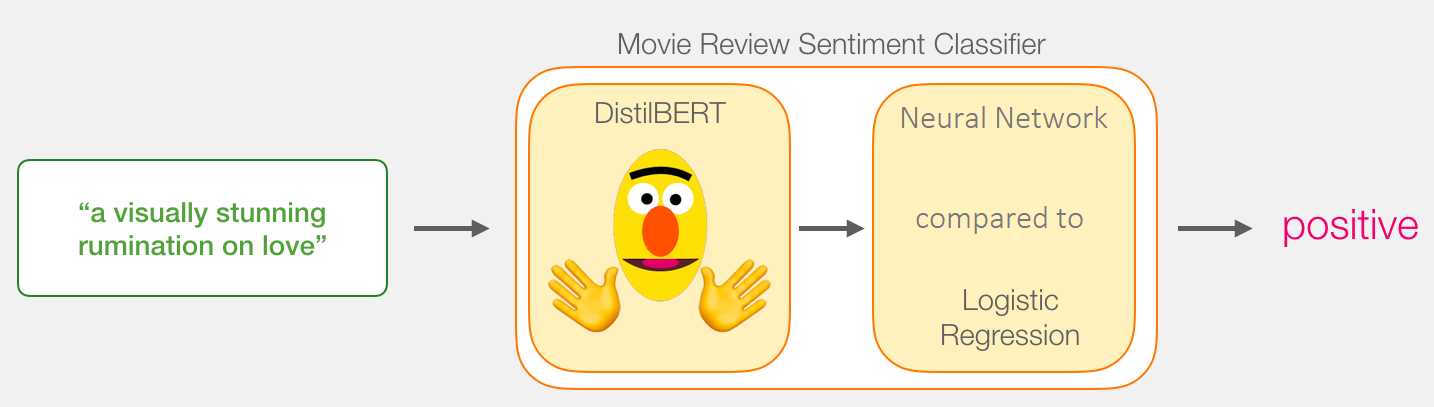 Movie Review Sentiment Classifier
“a visually stunning
rumination on love”
DistilBERT
Neural Network
compared to
Logistic
Regression
positive